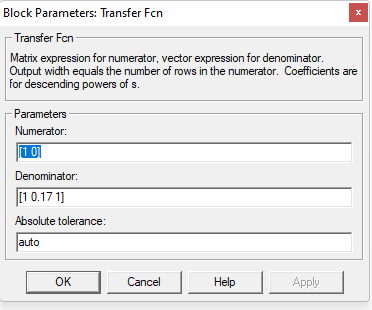 Block Parameters: Transfer Fcn
x
Transfer Fcn
Matrix expression for numerator, vector expression for denominator.
Output width equals the number of rows in the numerator. Coefficients are
for descending powers of s.
Parameters
Numerator:
[1 0]
Denominator:
[1 0.17 1]
Absolute tolerance:
auto
OK Cancel Help Apply